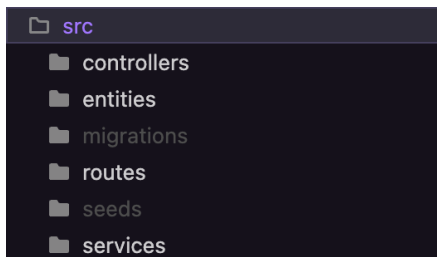 src
controllers
entities
migrations
routes
seeds
services